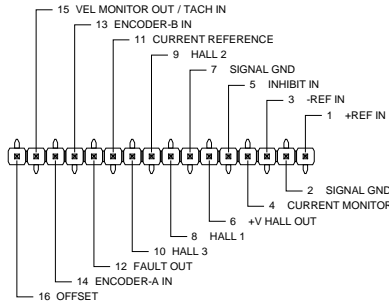 15 VEL MONITOR OUT / TACH IN
13 ENCODER-B IN
11 CURRENT REFERENCE
9 HALL 2
7 SIGNAL GND
5 INHIBIT IN
3 -REF IN
1 +REF IN
2 SIGNAL GND
4 CURRENT MONITOR
6 +V HALL OUT
8 HALL 1
10 HALL 3
12 FAULT OUT
14 ENCODER-A IN
16 OFFSET